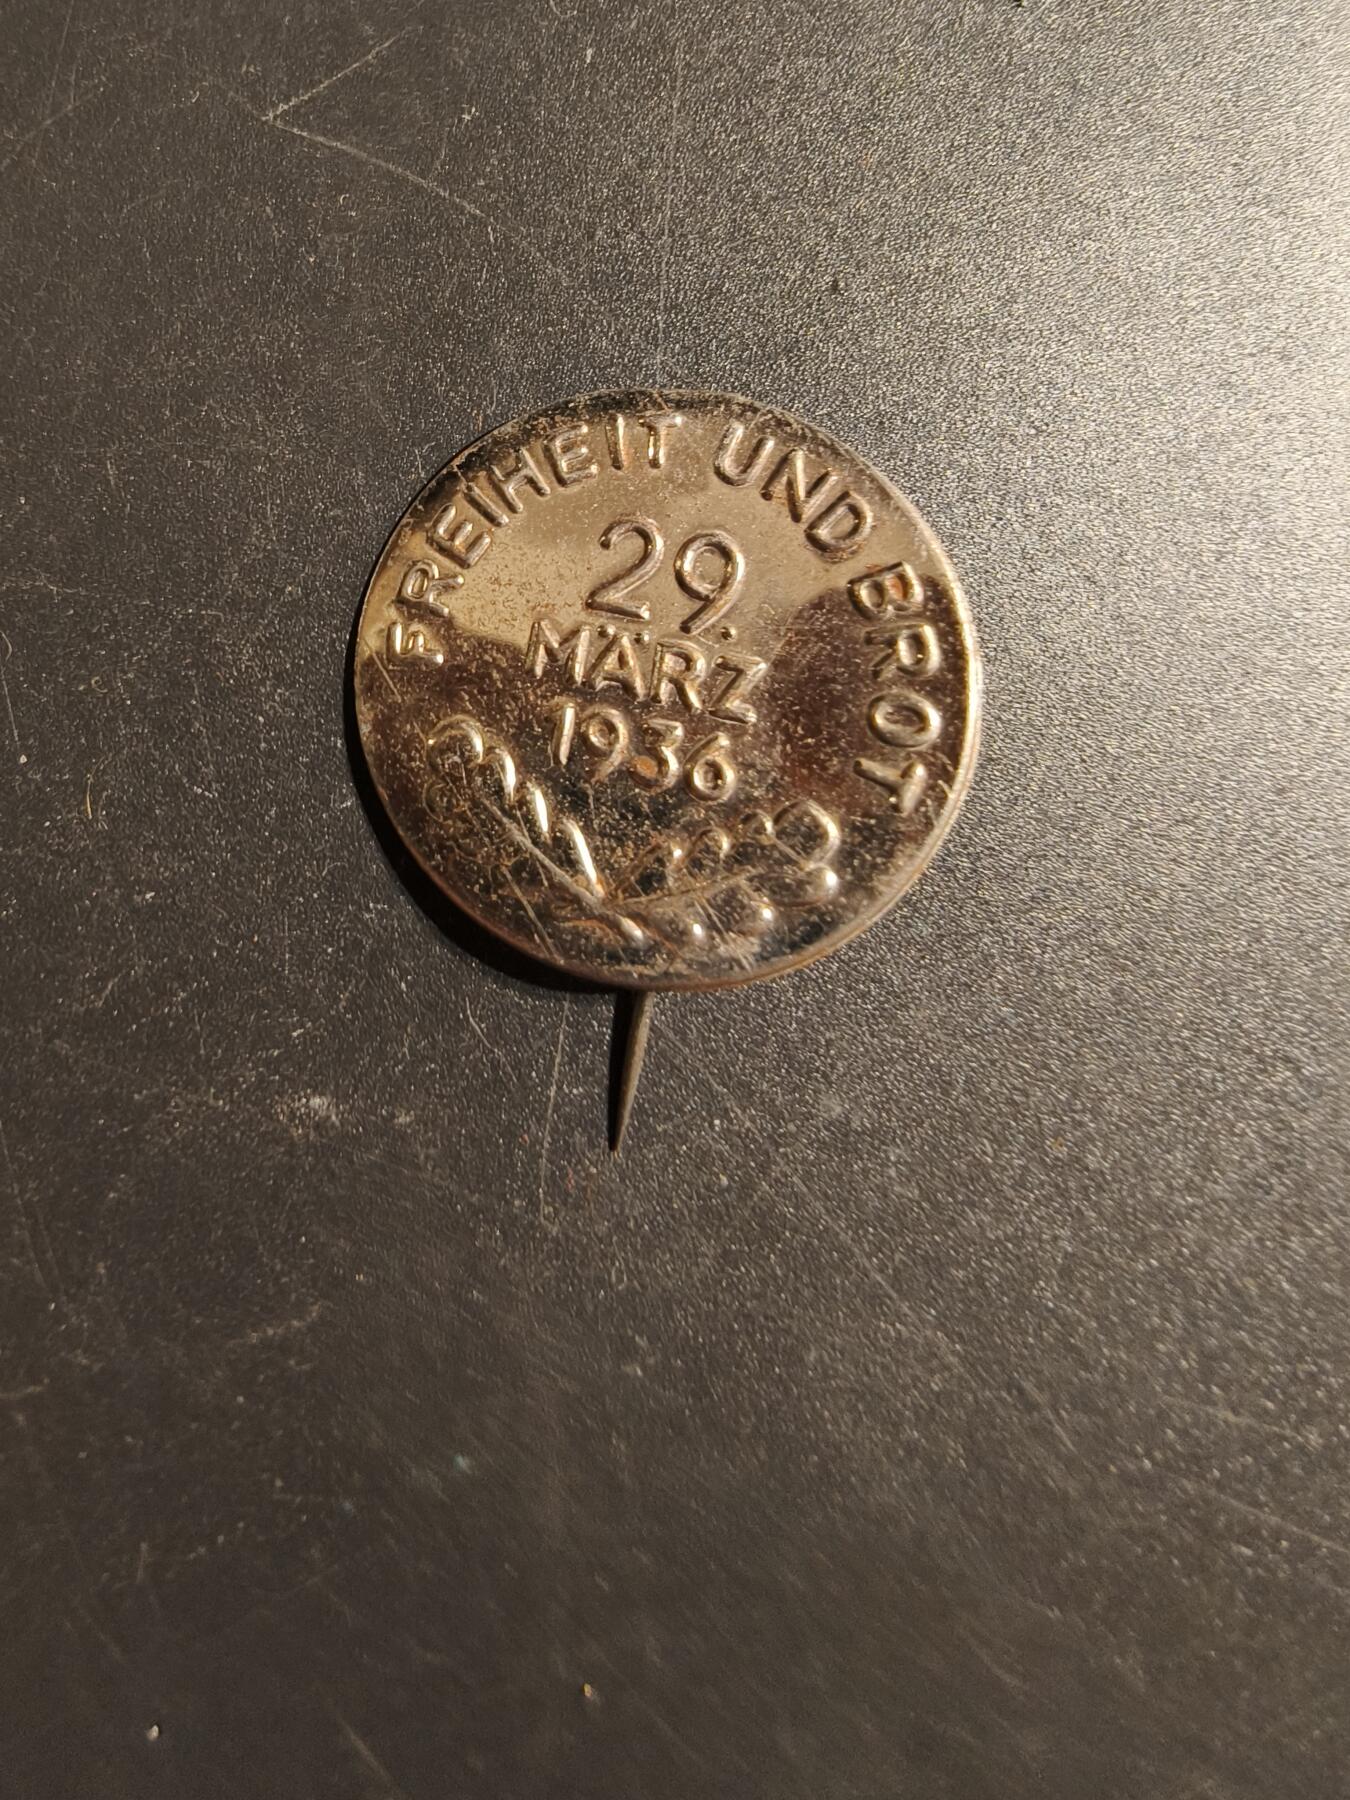 FREIHEIT UND BROT
29.
MÄRZ
1936